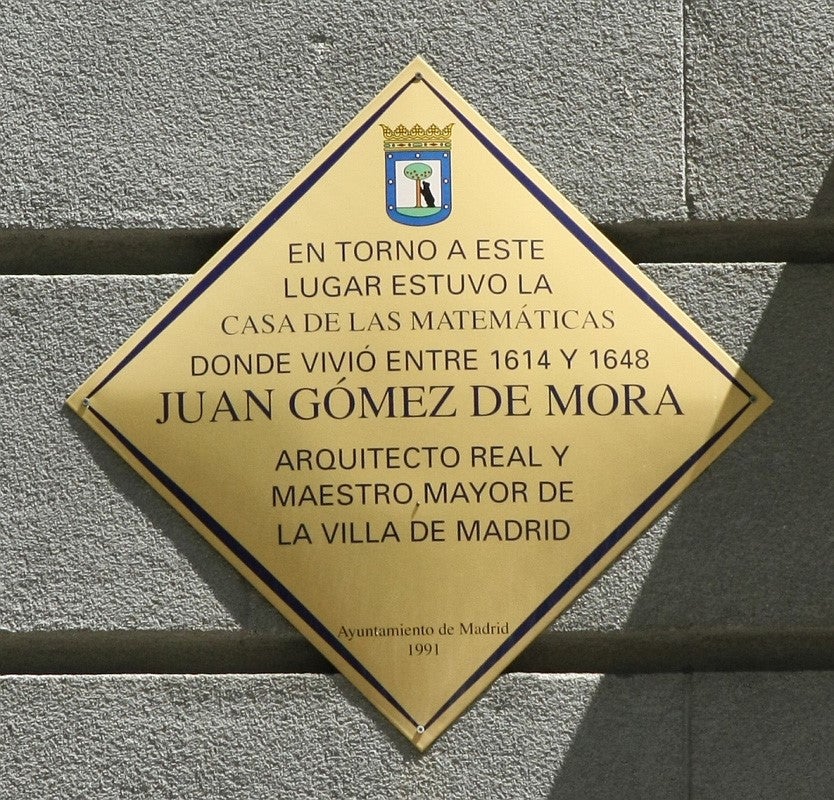 EN TORNO A ESTE
LUGAR ESTUVO LA
CASA DE LAS MATEMÁTICAS
DONDE VIVIÓ ENTRE 1614 Y 1648
JUAN GÓMEZ DE MORA
ARQUITECTO REAL Y
MAESTRO MAYOR DE
LA VILLA DE MADRID
Ayuntamiento de Madrid
1991